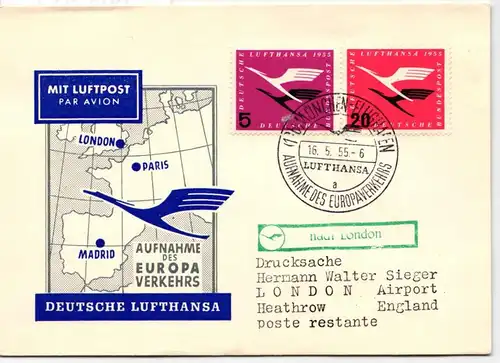 MIT LUFTPOST
PAR AVION
LONDON
PARIS
MADRID
AUFNAHME
DES
EUROPA
VERKEHRS
DEUTSCHE LUFTHANSA
LUFTHANSA 1955
DEUTSCHE
BUNDESPOST
5
LUFTHANSA 1955
DEUTSCHE
BUNDESPOST
20
MÜNCHEN-FLUGHAFEN
16.5.55-6
LUFTHANSA
a
AUFNAHME DES EUROPAVERKEHRS
nach London
Drucksache
Hermann Walter Sieger
LONDON Airport
Heathrow England
poste restante